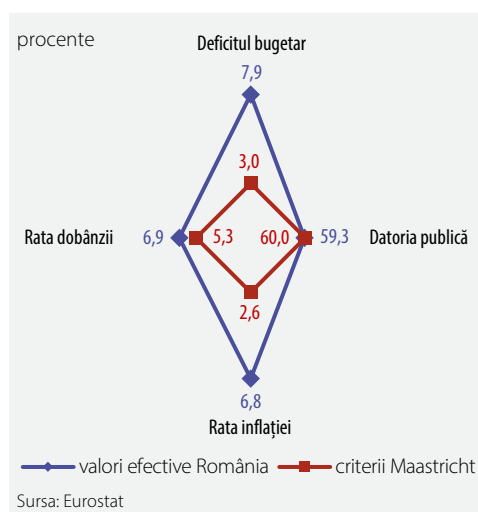 procente
Deficitul bugetar
7,9
3,0
Rata dobânzii 6,9 5,3 60,0 59,3 Datoria publică
2,6
6,8
Rata inflației
valori efective România criterii Maastricht
Sursa: Eurostat